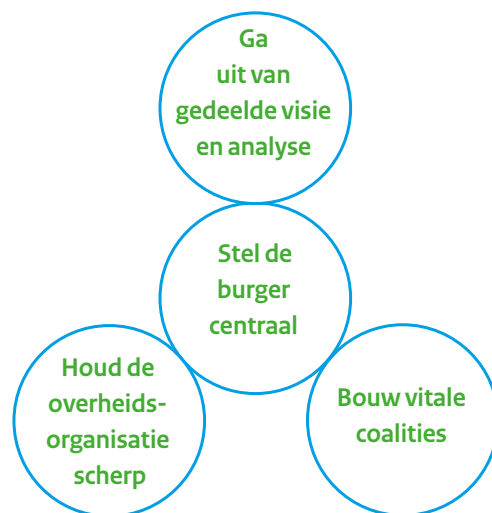 Ga
uit van
gedeelde visie
en analyse
Stel de
burger
centraal
Houd de
overheids-
organisatie
scherp
Bouw vitale
coalities